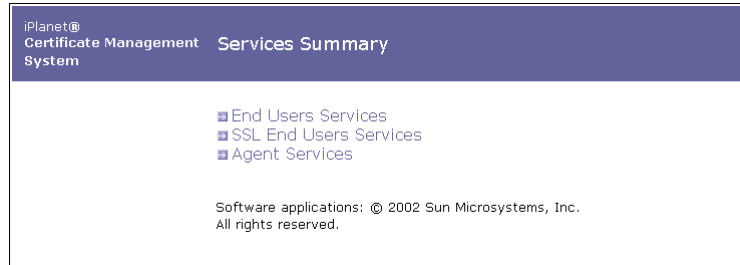 iPlanet®
Certificate Management
System
Services Summary
End Users Services
SSL End Users Services
Agent Services
Software applications: © 2002 Sun Microsystems, Inc.
All rights reserved.